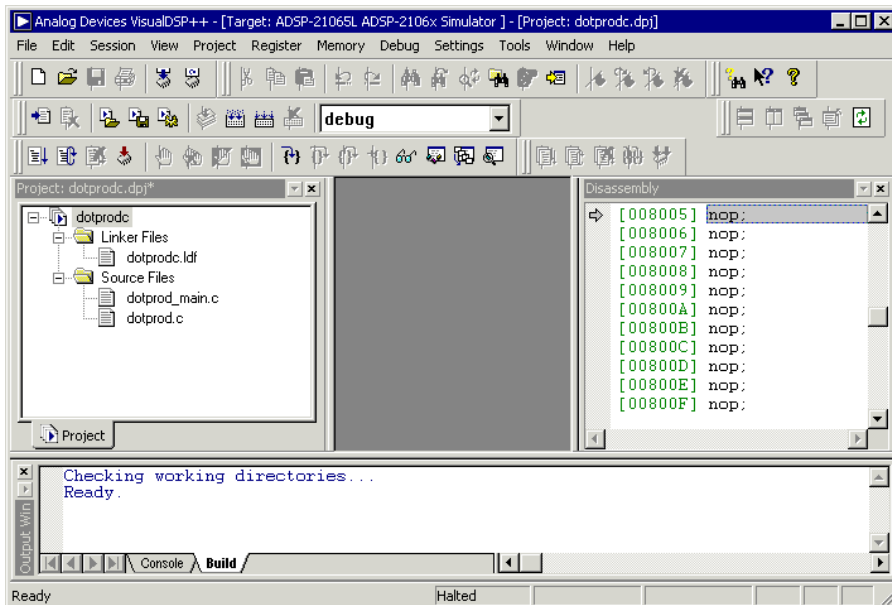 Analog Devices VisualDSP++ - [Target: ADSP-21065L ADSP-2106x Simulator ] - [Project: dotprodc.dpj]
File Edit Session View Project Register Memory Debug Settings Tools Window Help
debug
Project: dotprodc.dpj*
dotprodc
Linker Files
dotprodc.ldf
Source Files
dotprod_main.c
dotprod.c
Project
Disassembly
[008005] nop;
[008006] nop;
[008007] nop;
[008008] nop;
[008009] nop;
[00800A] nop;
[00800B] nop;
[00800C] nop;
[00800D] nop;
[00800E] nop;
[00800F] nop;
Output Win
Checking working directories...
Ready.
Console Build
Ready Halted